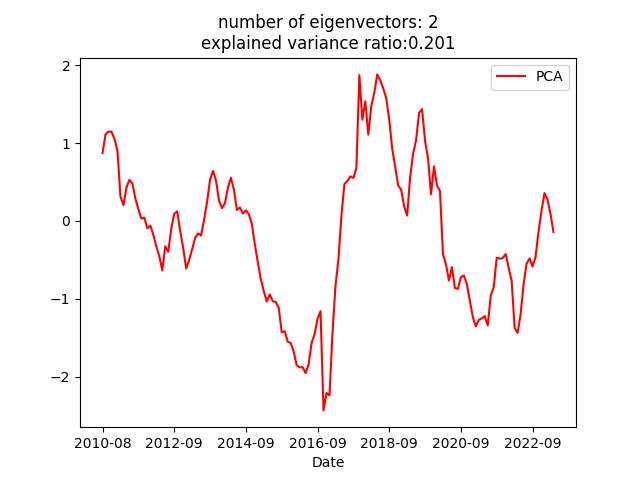 number of eigenvectors: 2
explained variance ratio:0.201
PCA
2
1
0
−1
−2
2010-08 2012-09 2014-09 2016-09 2018-09 2020-09 2022-09
Date